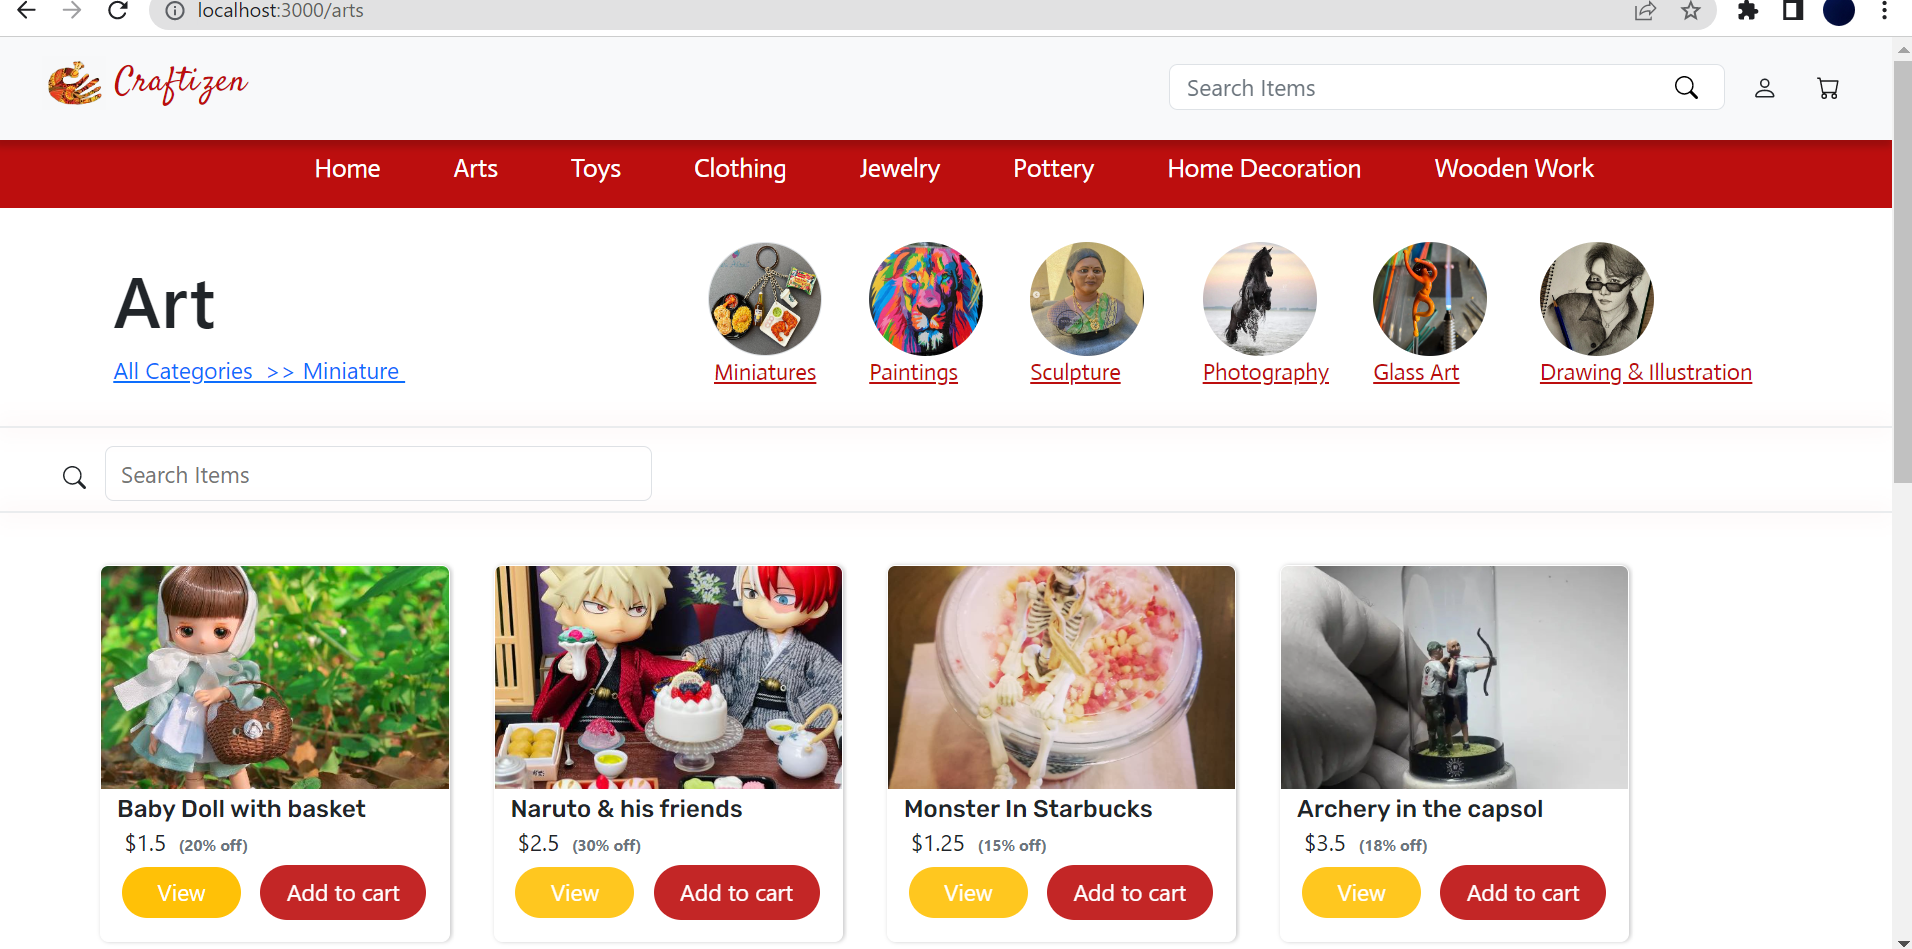 localhost:3000/arts
Craftizen
Search Items
Home Arts Toys Clothing Jewelry Pottery Home Decoration Wooden Work
Art
All Categories >> Miniature
Miniatures Paintings Sculpture Photography Glass Art Drawing & Illustration
Search Items
Baby Doll with basket
$1.5 (20% off)
View Add to cart
Naruto & his friends
$2.5 (30% off)
View Add to cart
Monster In Starbucks
$1.25 (15% off)
View Add to cart
Archery in the capsol
$3.5 (18% off)
View Add to cart